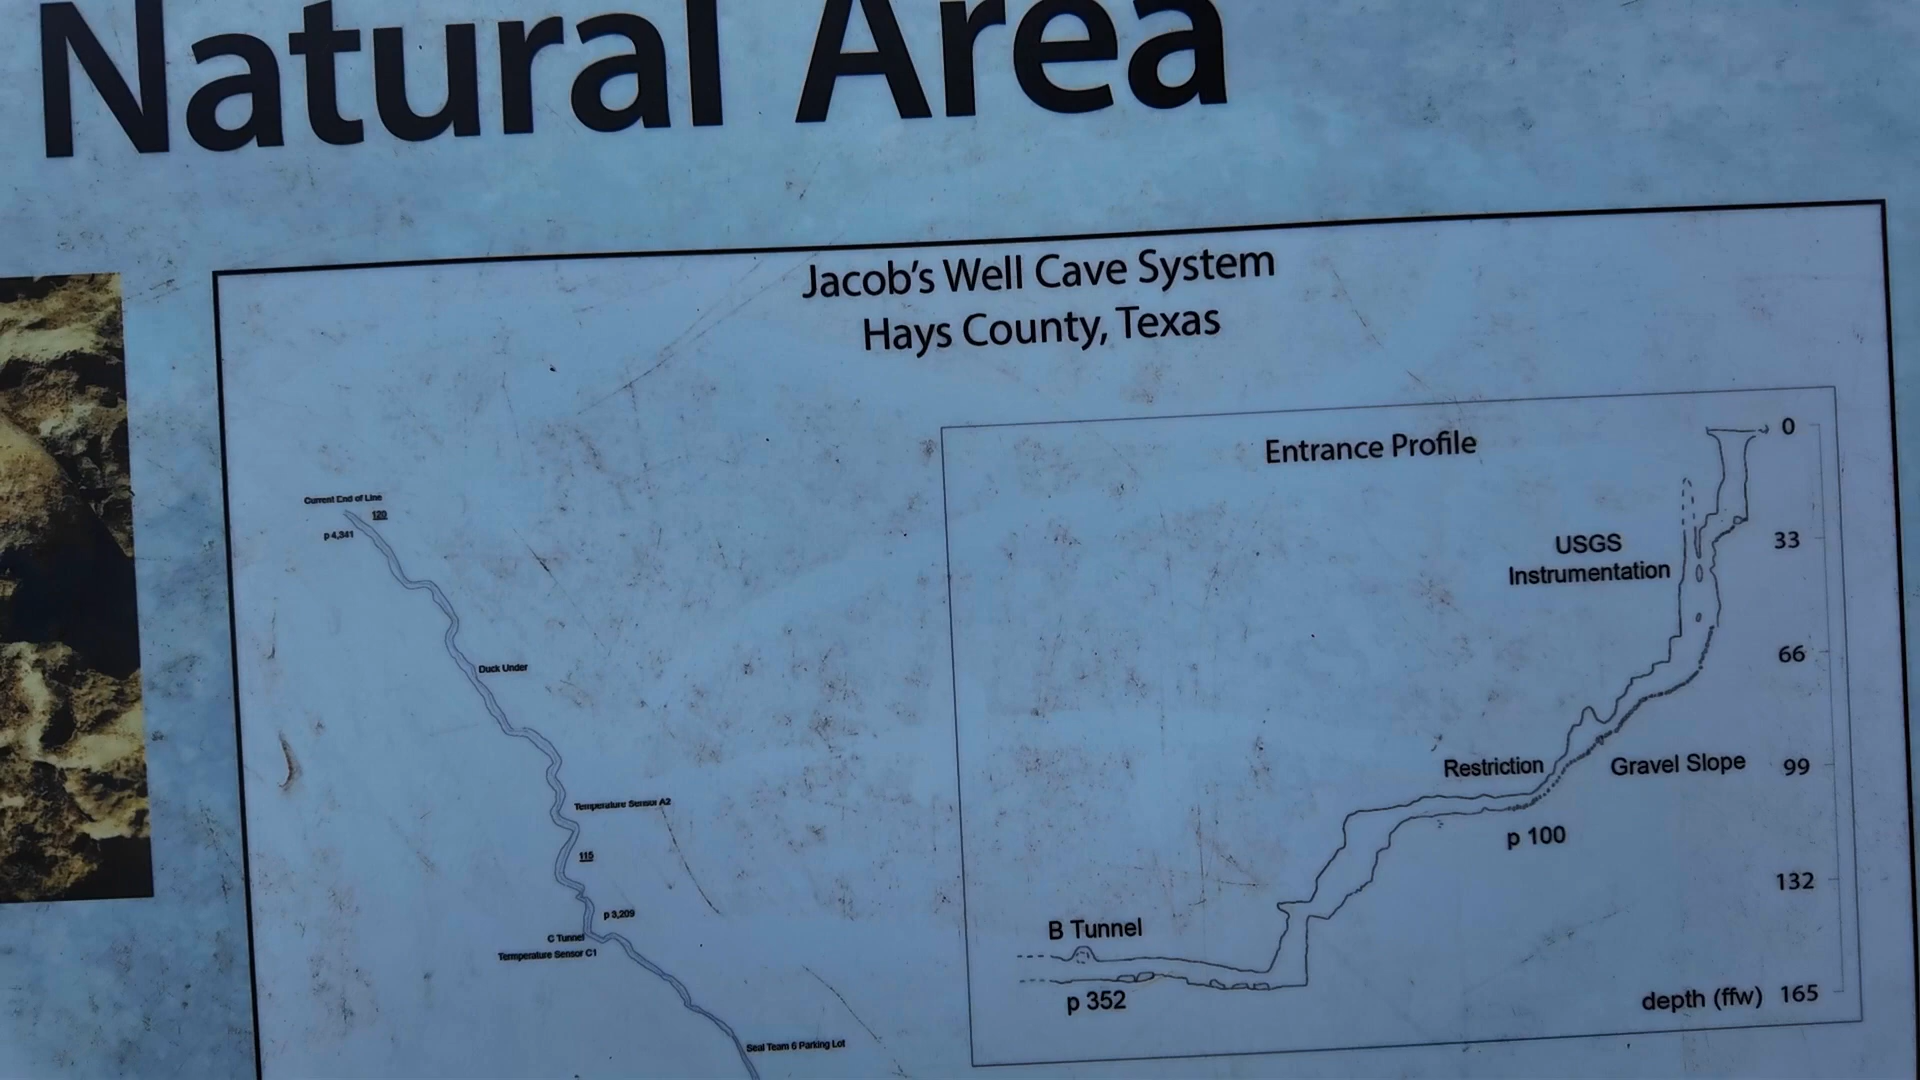 Natural Area
Jacob's Well Cave System
Hays County, Texas
Entrance Profile
0
33
66
99
132
depth (ffw) 165
USGS
Instrumentation
Restriction
Gravel Slope
p 100
B Tunnel
p 352
Current End of Line
120
p 4,341
Duck Under
Temperature Sensor A2
115
p 3,209
C Tunnel
Termperature Sensor C1
Seal Team 6 Parking Lot